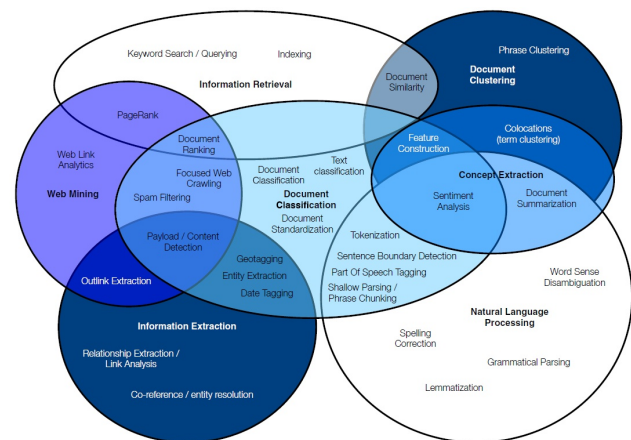 Keyword Search / Querying
Indexing
Phrase Clustering
Information Retrieval
Document
Similarity
Document
Clustering
PageRank
Document
Ranking
Feature
Construction
Colocations
(term clustering)
Web Link
Analytics
Text
classification
Focused Web
Crawling
Document
Classification
Concept Extraction
Web Mining
Spam Filtering
Document
Classification
Sentiment
Analysis
Document
Summarization
Document
Standardization
Payload / Content
Detection
Tokenization
Geotagging
Sentence Boundary Detection
Outlink Extraction
Entity Extraction
Part Of Speech Tagging
Word Sense
Disambiguation
Date Tagging
Shallow Parsing /
Phrase Chunking
Information Extraction
Natural Language
Processing
Spelling
Correction
Relationship Extraction /
Link Analysis
Grammatical Parsing
Co-reference / entity resolution
Lemmatization